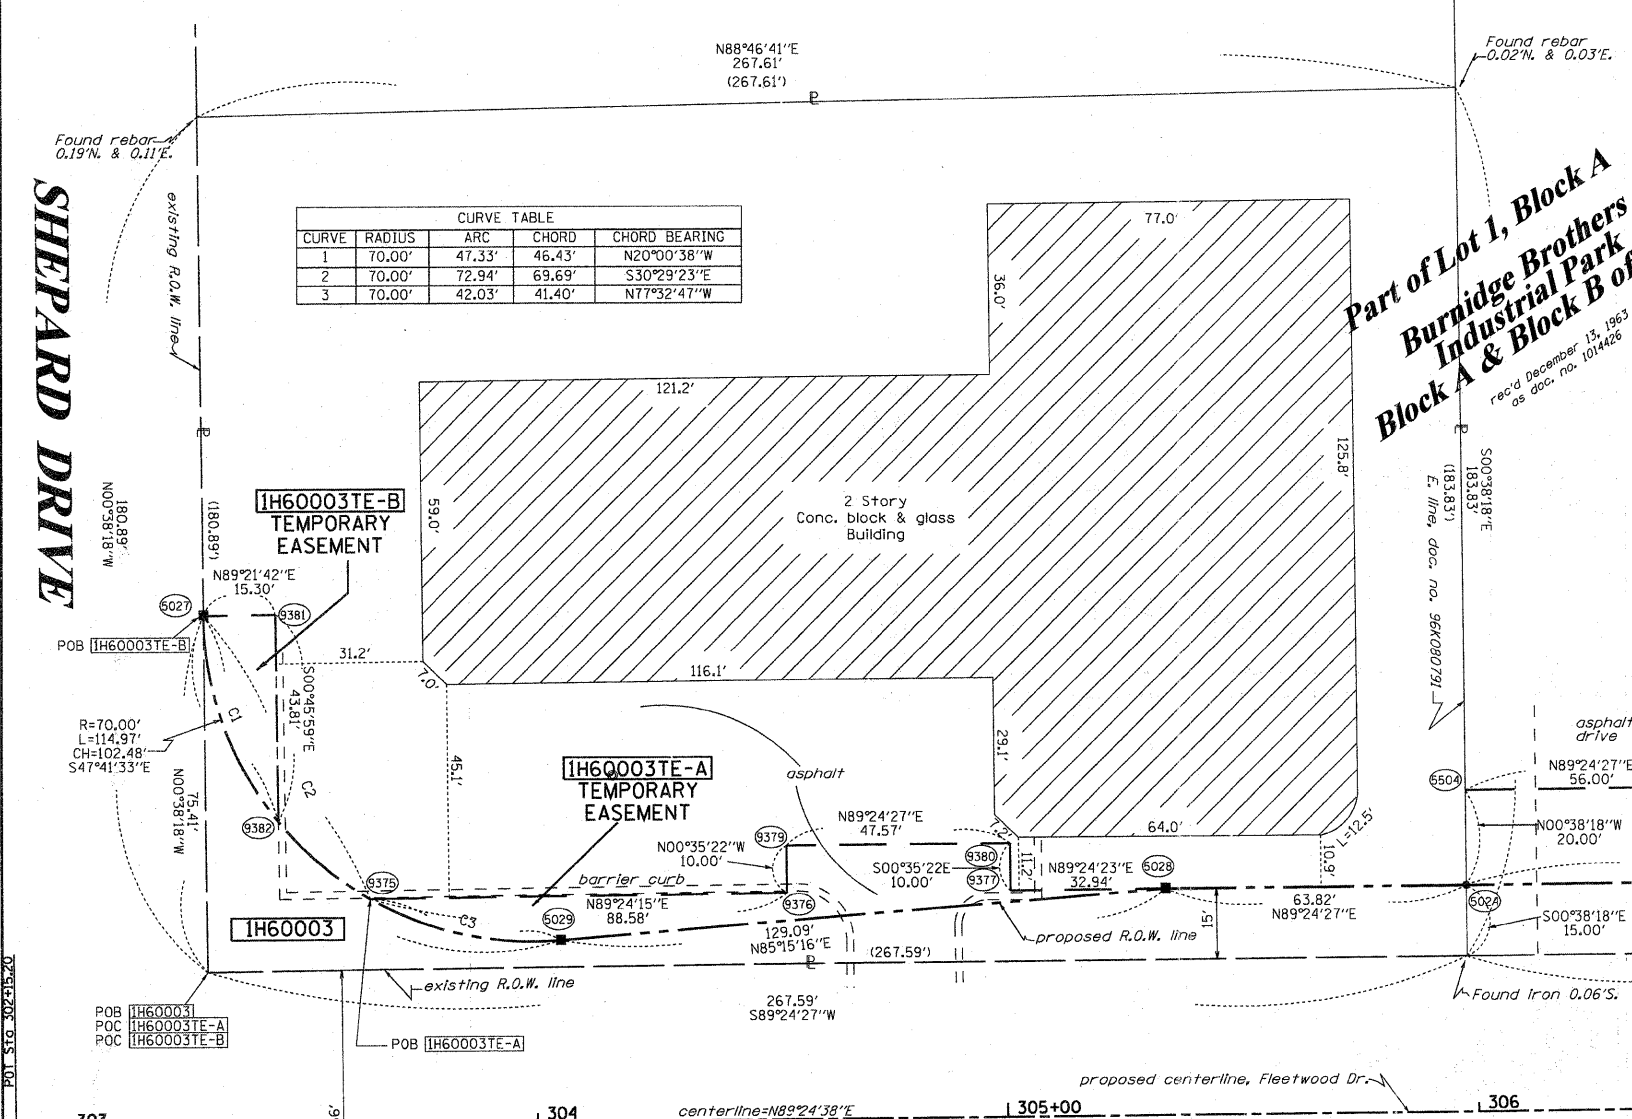 N88°46'41"E
267.61'
(267.61')
P
Found rebar
0.02'N. & 0.03'E.
Found rebar
0.19'N. & 0.11'E.
SHEPARD DRIVE
existing R.O.W. line
CURVE TABLE
CURVE RADIUS ARC CHORD CHORD BEARING
1 70.00' 47.33' 46.43' N20°00'38"W
2 70.00' 72.94' 69.69' S30°29'23"E
3 70.00' 42.03' 41.40' N77°32'47"W
77.0'
36.0'
121.2'
125.8'
59.0'
2 Story
Conc. block & glass
Building
Part of Lot 1, Block A
Burnidge Brothers
Industrial Park
Block A & Block B of
rec'd December 13, 1963
as doc. no. 1014426
P
P
S00°38'18"E
183.83'
(183.83')
E. line, doc. no. 96K080791
180.89'
N00°38'18"W
(180.89')
1H60003TE-B
TEMPORARY
EASEMENT
N89°21'42"E
15.30'
5027
9381
POB 1H60003TE-B
31.2'
7.0'
116.1'
S00°45'59"E
43.81'
C1
R=70.00'
L=114.97'
CH=102.48'
S47°41'33"E
75.41'
N00°38'18"W
C2
9382
45.1'
29.1'
1H60003TE-A
TEMPORARY
EASEMENT
asphalt
asphalt
drive
5504
N89°24'27"E
56.00'
N89°24'27"E
47.57'
7.2'
64.0'
L=12.5'
N00°38'18"W
20.00'
9379
N00°35'22"W
10.00'
S00°35'22E
10.00'
9380
9377
11.2'
N89°24'23"E
32.94'
5028
10.9'
9375
barrier curb
N89°24'15"E
88.58'
9376
C3
5029
129.09'
N85°15'16"E
63.82'
N89°24'27"E
502A
S00°38'18"E
15.00'
1H60003
proposed R.O.W. line
15'
P
(267.59')
existing R.O.W. line
267.59'
S89°24'27"W
Found iron 0.06'S.
POB 1H60003
POC 1H60003TE-A
POC 1H60003TE-B
POB 1H60003TE-A
POT Sta 302+15.20
proposed centerline, Fleetwood Dr.
303
304
centerline=N89°24'38"E
305+00
306